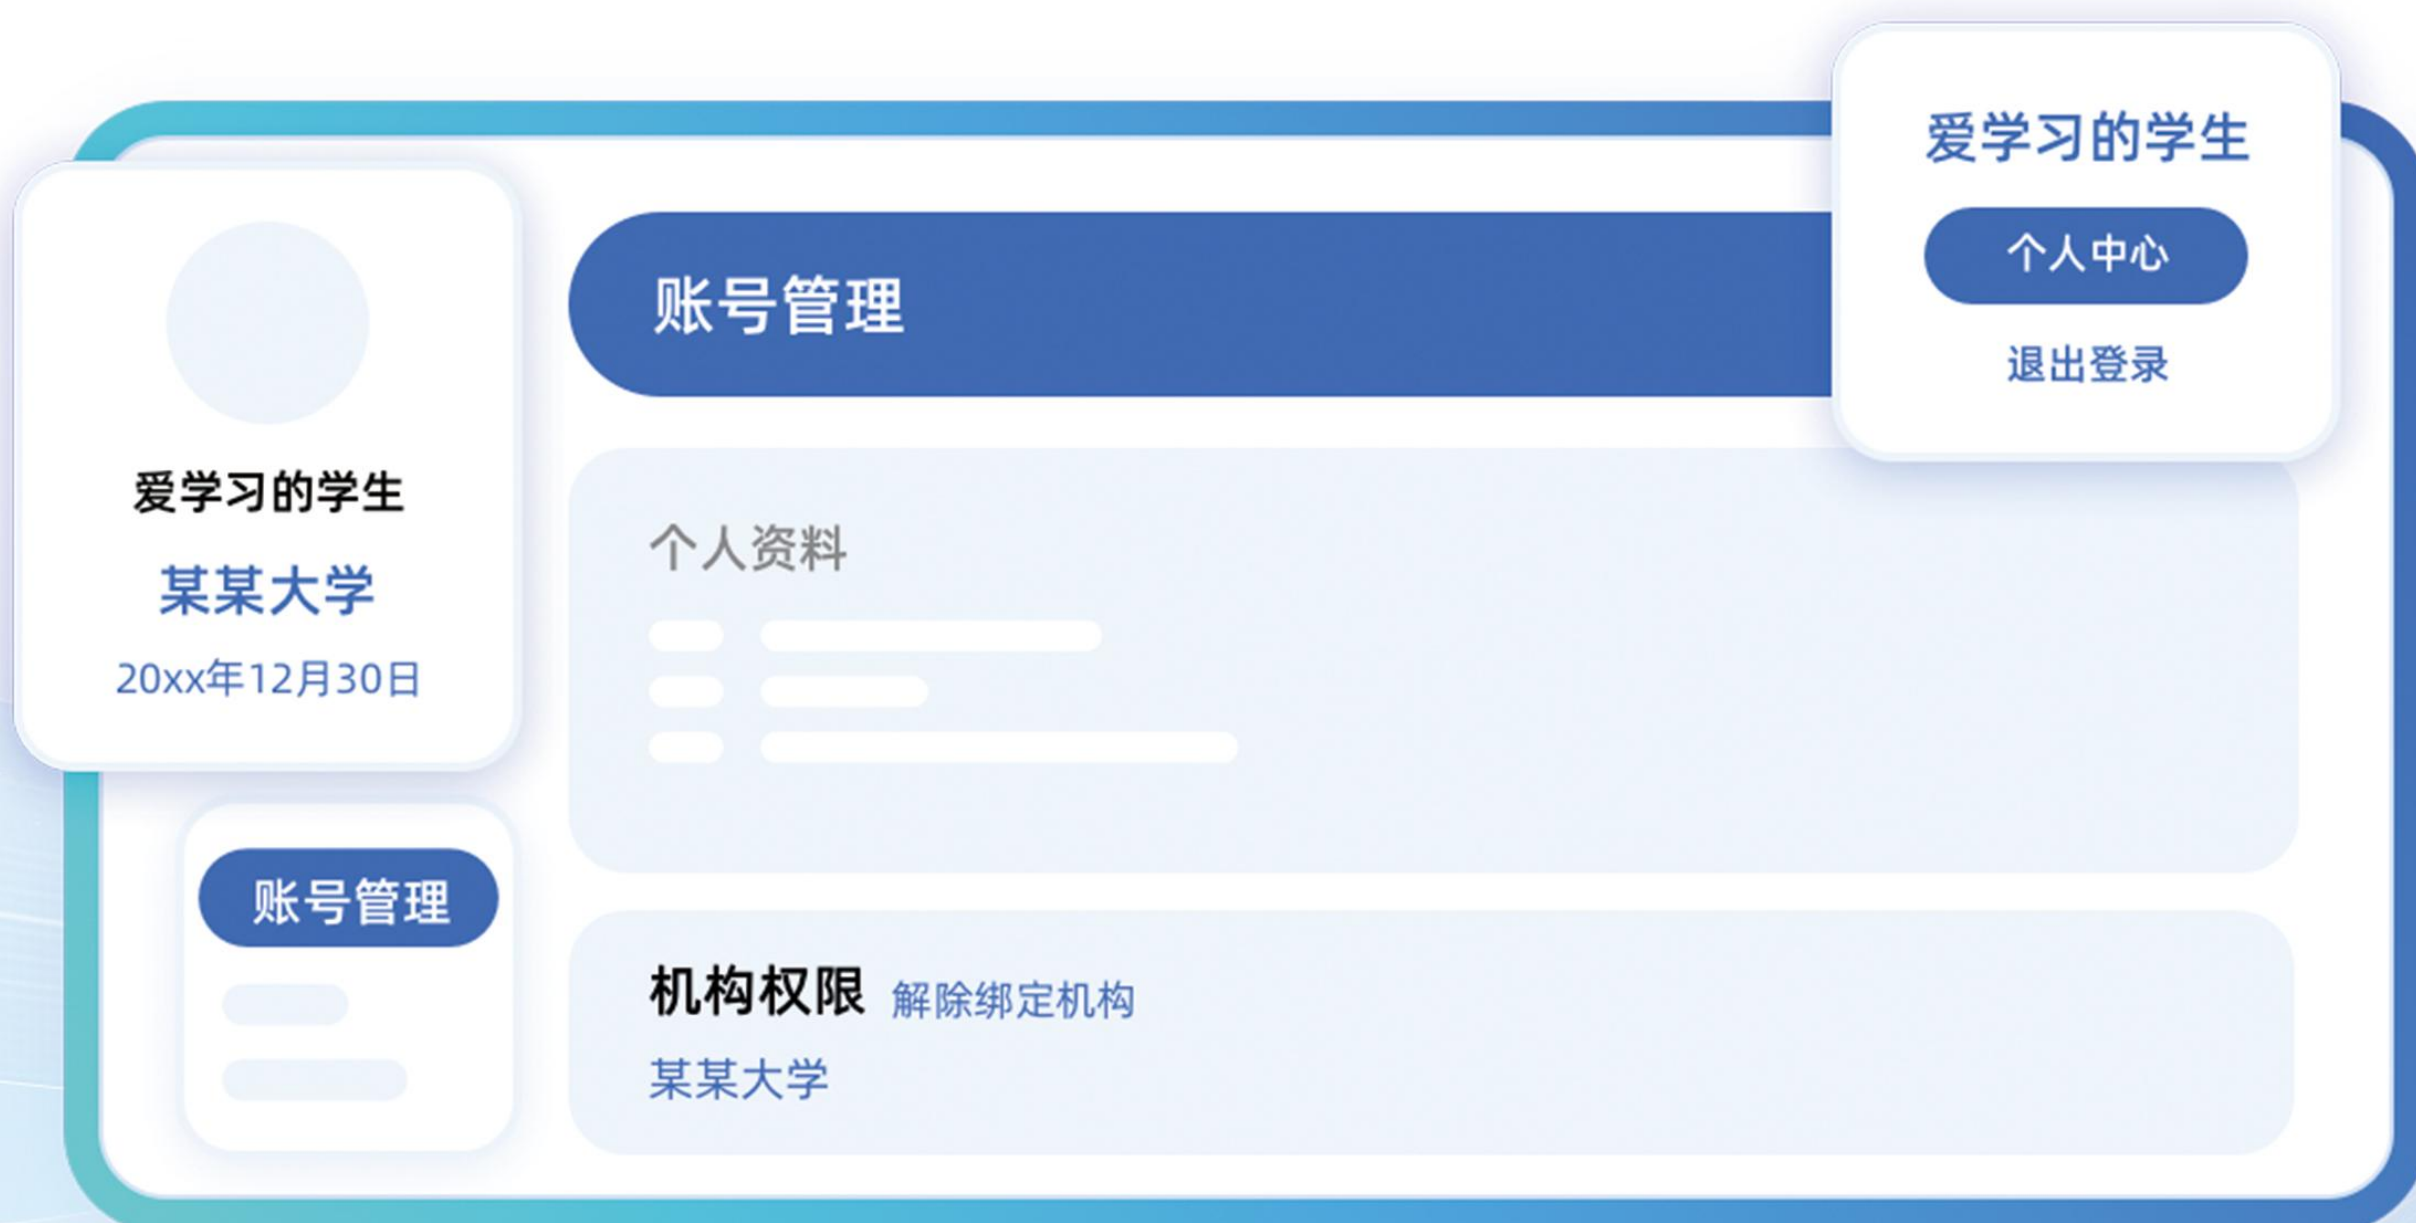 爱学习的学生
个人中心
退出登录
爱学习的学生
某某大学
20xx年12月30日
账号管理
账号管理
个人资料
机构权限 解除绑定机构
某某大学